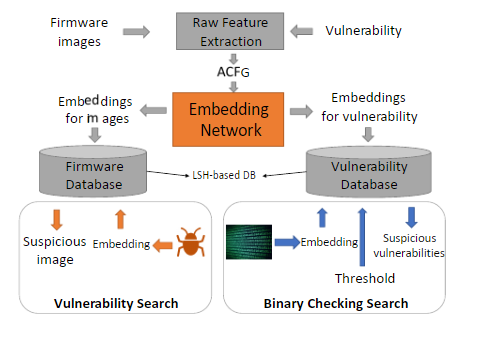 Firmware
images
Raw Feature
Extraction
Vulnerability
ACFG
Embeddings
for images
Embedding
Network
Embeddings
for vulnerability
Firmware
Database
LSH-based DB
Vulnerability
Database
Suspicious
image
Embedding
Embedding
Suspicious
vulnerabilities
Threshold
Vulnerability Search
Binary Checking Search